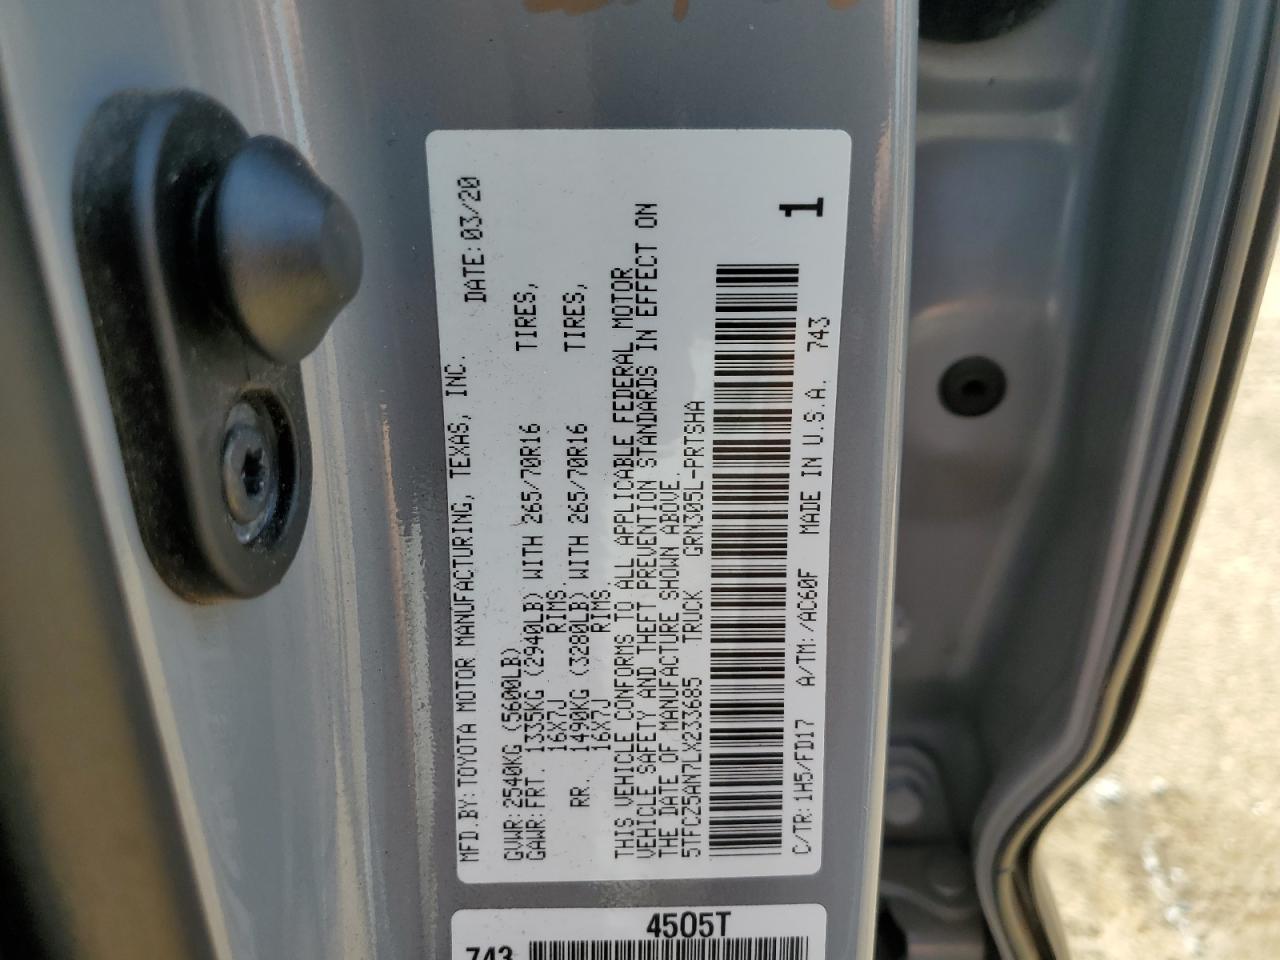 MFD.BY:TOYOTA MOTOR MANUFACTURING, TEXAS, INC. DATE:03/20
GVWR:2540KG (5600LB)
GAWR:FRT. 1335KG (2940LB) WITH 265/70R16 TIRES,
16X7J RIMS
RR. 1490KG (3280LB) WITH 265/70R16 TIRES,
16X7J RIMS
THIS VEHICLE CONFORMS TO ALL APPLICABLE FEDERAL MOTOR
VEHICLE SAFETY AND THEFT PREVENTION STANDARDS IN EFFECT ON
THE DATE OF MANUFACTURE SHOWN ABOVE.
5TFCZ5AN7LX233685 TRUCK GRN305L-PRTSHA
1
C/TR:1H5/FD17 A/TM:/AC60F MADE IN U.S.A. 743
4505T
743